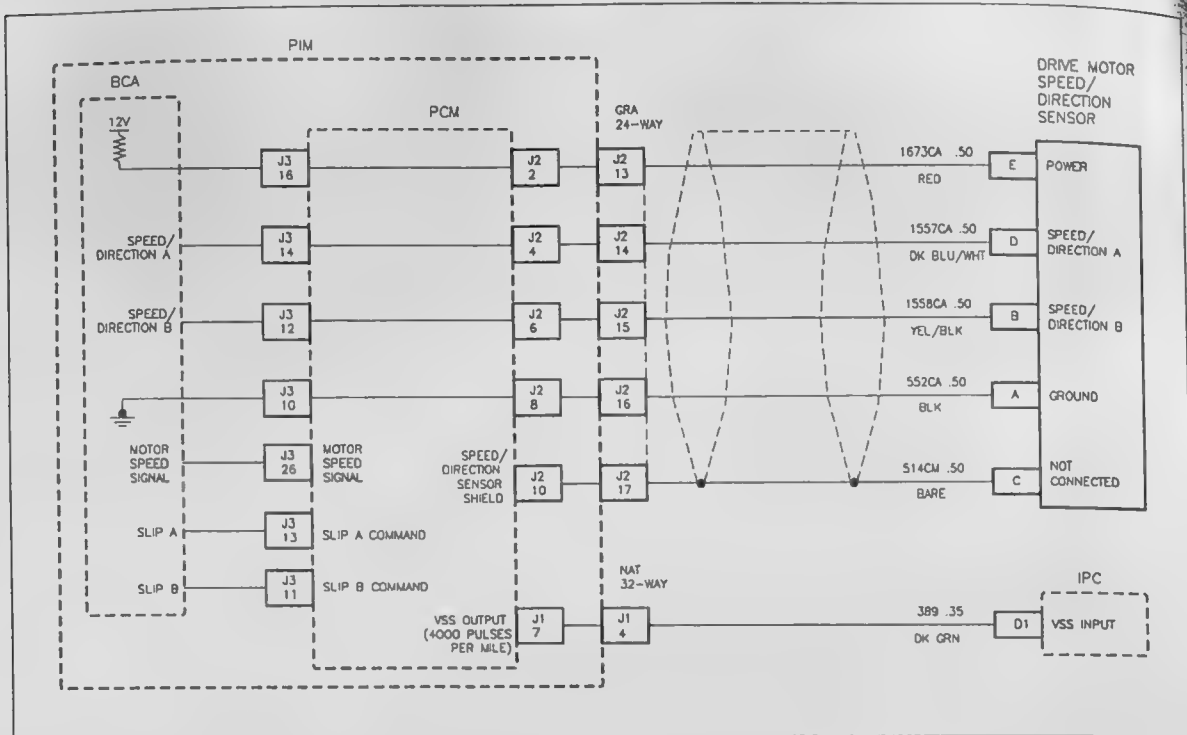 PIM
BCA
12V
PCM
GRA
24-WAY
DRIVE MOTOR
SPEED/
DIRECTION
SENSOR
J3
16
J2
2
J2
13
1673CA .50
RED
E
POWER
SPEED/
DIRECTION A
J3
14
J2
4
J2
14
1557CA .50
DK BLU/WHT
D
SPEED/
DIRECTION A
SPEED/
DIRECTION B
J3
12
J2
6
J2
15
1558CA .50
YEL/BLK
B
SPEED/
DIRECTION B
J3
10
J2
8
J2
16
552CA .50
BLK
A
GROUND
MOTOR
SPEED
SIGNAL
J3
26
MOTOR
SPEED
SIGNAL
SPEED/
DIRECTION
SENSOR
SHIELD
J2
10
J2
17
514CM .50
BARE
C
NOT
CONNECTED
SLIP A
J3
13
SLIP A COMMAND
SLIP B
J3
11
SLIP B COMMAND
NAT
32-WAY
IPC
VSS OUTPUT
(4000 PULSES
PER MILE)
J1
7
J1
4
389 .35
DK GRN
D1
VSS INPUT